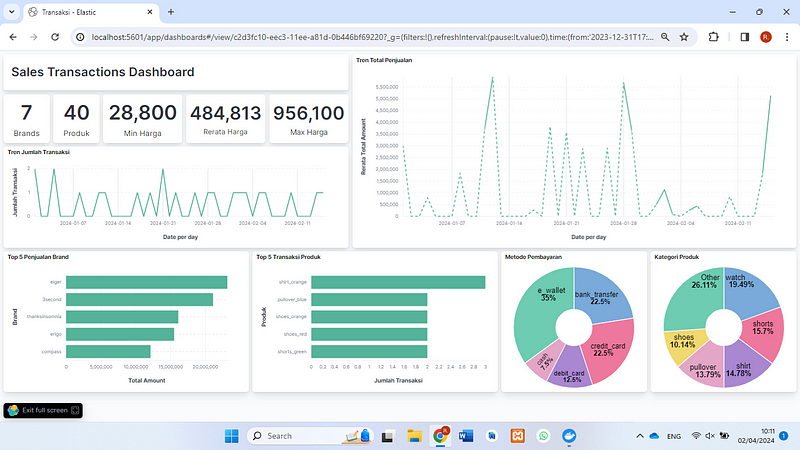 Transaksi - Elastic
localhost:5601/app/dashboards#/view/c2d3fc10-eec3-11ee-a81d-0b446bf69220?_g=(filters:!(),refreshInterval:(pause:!t,value:0),time:(from:'2023-12-31T17:...
Sales Transactions Dashboard
7
Brands
40
Produk
28,800
Min Harga
484,813
Rerata Harga
956,100
Max Harga
Tren Jumlah Transaksi
Jumlah Transaksi
2
1
0
2024-01-07 2024-01-14 2024-01-21 2024-01-28 2024-02-04 2024-02-11
Date per day
Tren Total Penjualan
Rerata Total Amount
5,500,000
5,000,000
4,500,000
4,000,000
3,500,000
3,000,000
2,500,000
2,000,000
1,500,000
1,000,000
500,000
0
2024-01-07 2024-01-14 2024-01-21 2024-01-28 2024-02-04 2024-02-11
Date per day
Top 5 Penjualan Brand
Brand
eiger
3second
thanksinsomnia
erigo
compass
0 5,000,000 10,000,000 15,000,000 20,000,000
Total Amount
Top 5 Transaksi Produk
Produk
shirt_orange
pullover_blue
shoes_orange
shoes_red
shorts_green
0 0.2 0.4 0.6 0.8 1 1.2 1.4 1.6 1.8 2 2.2 2.4 2.6 2.8 3
Jumlah Transaksi
Metode Pembayaran
e_wallet
35%
bank_transfer
22.5%
credit_card
22.5%
debit_card
12.5%
cash
7.5%
Kategori Produk
Other
26.11%
watch
19.49%
shorts
15.7%
shirt
14.78%
pullover
13.79%
shoes
10.14%
Exit full screen
Search
ENG
10:11
02/04/2024